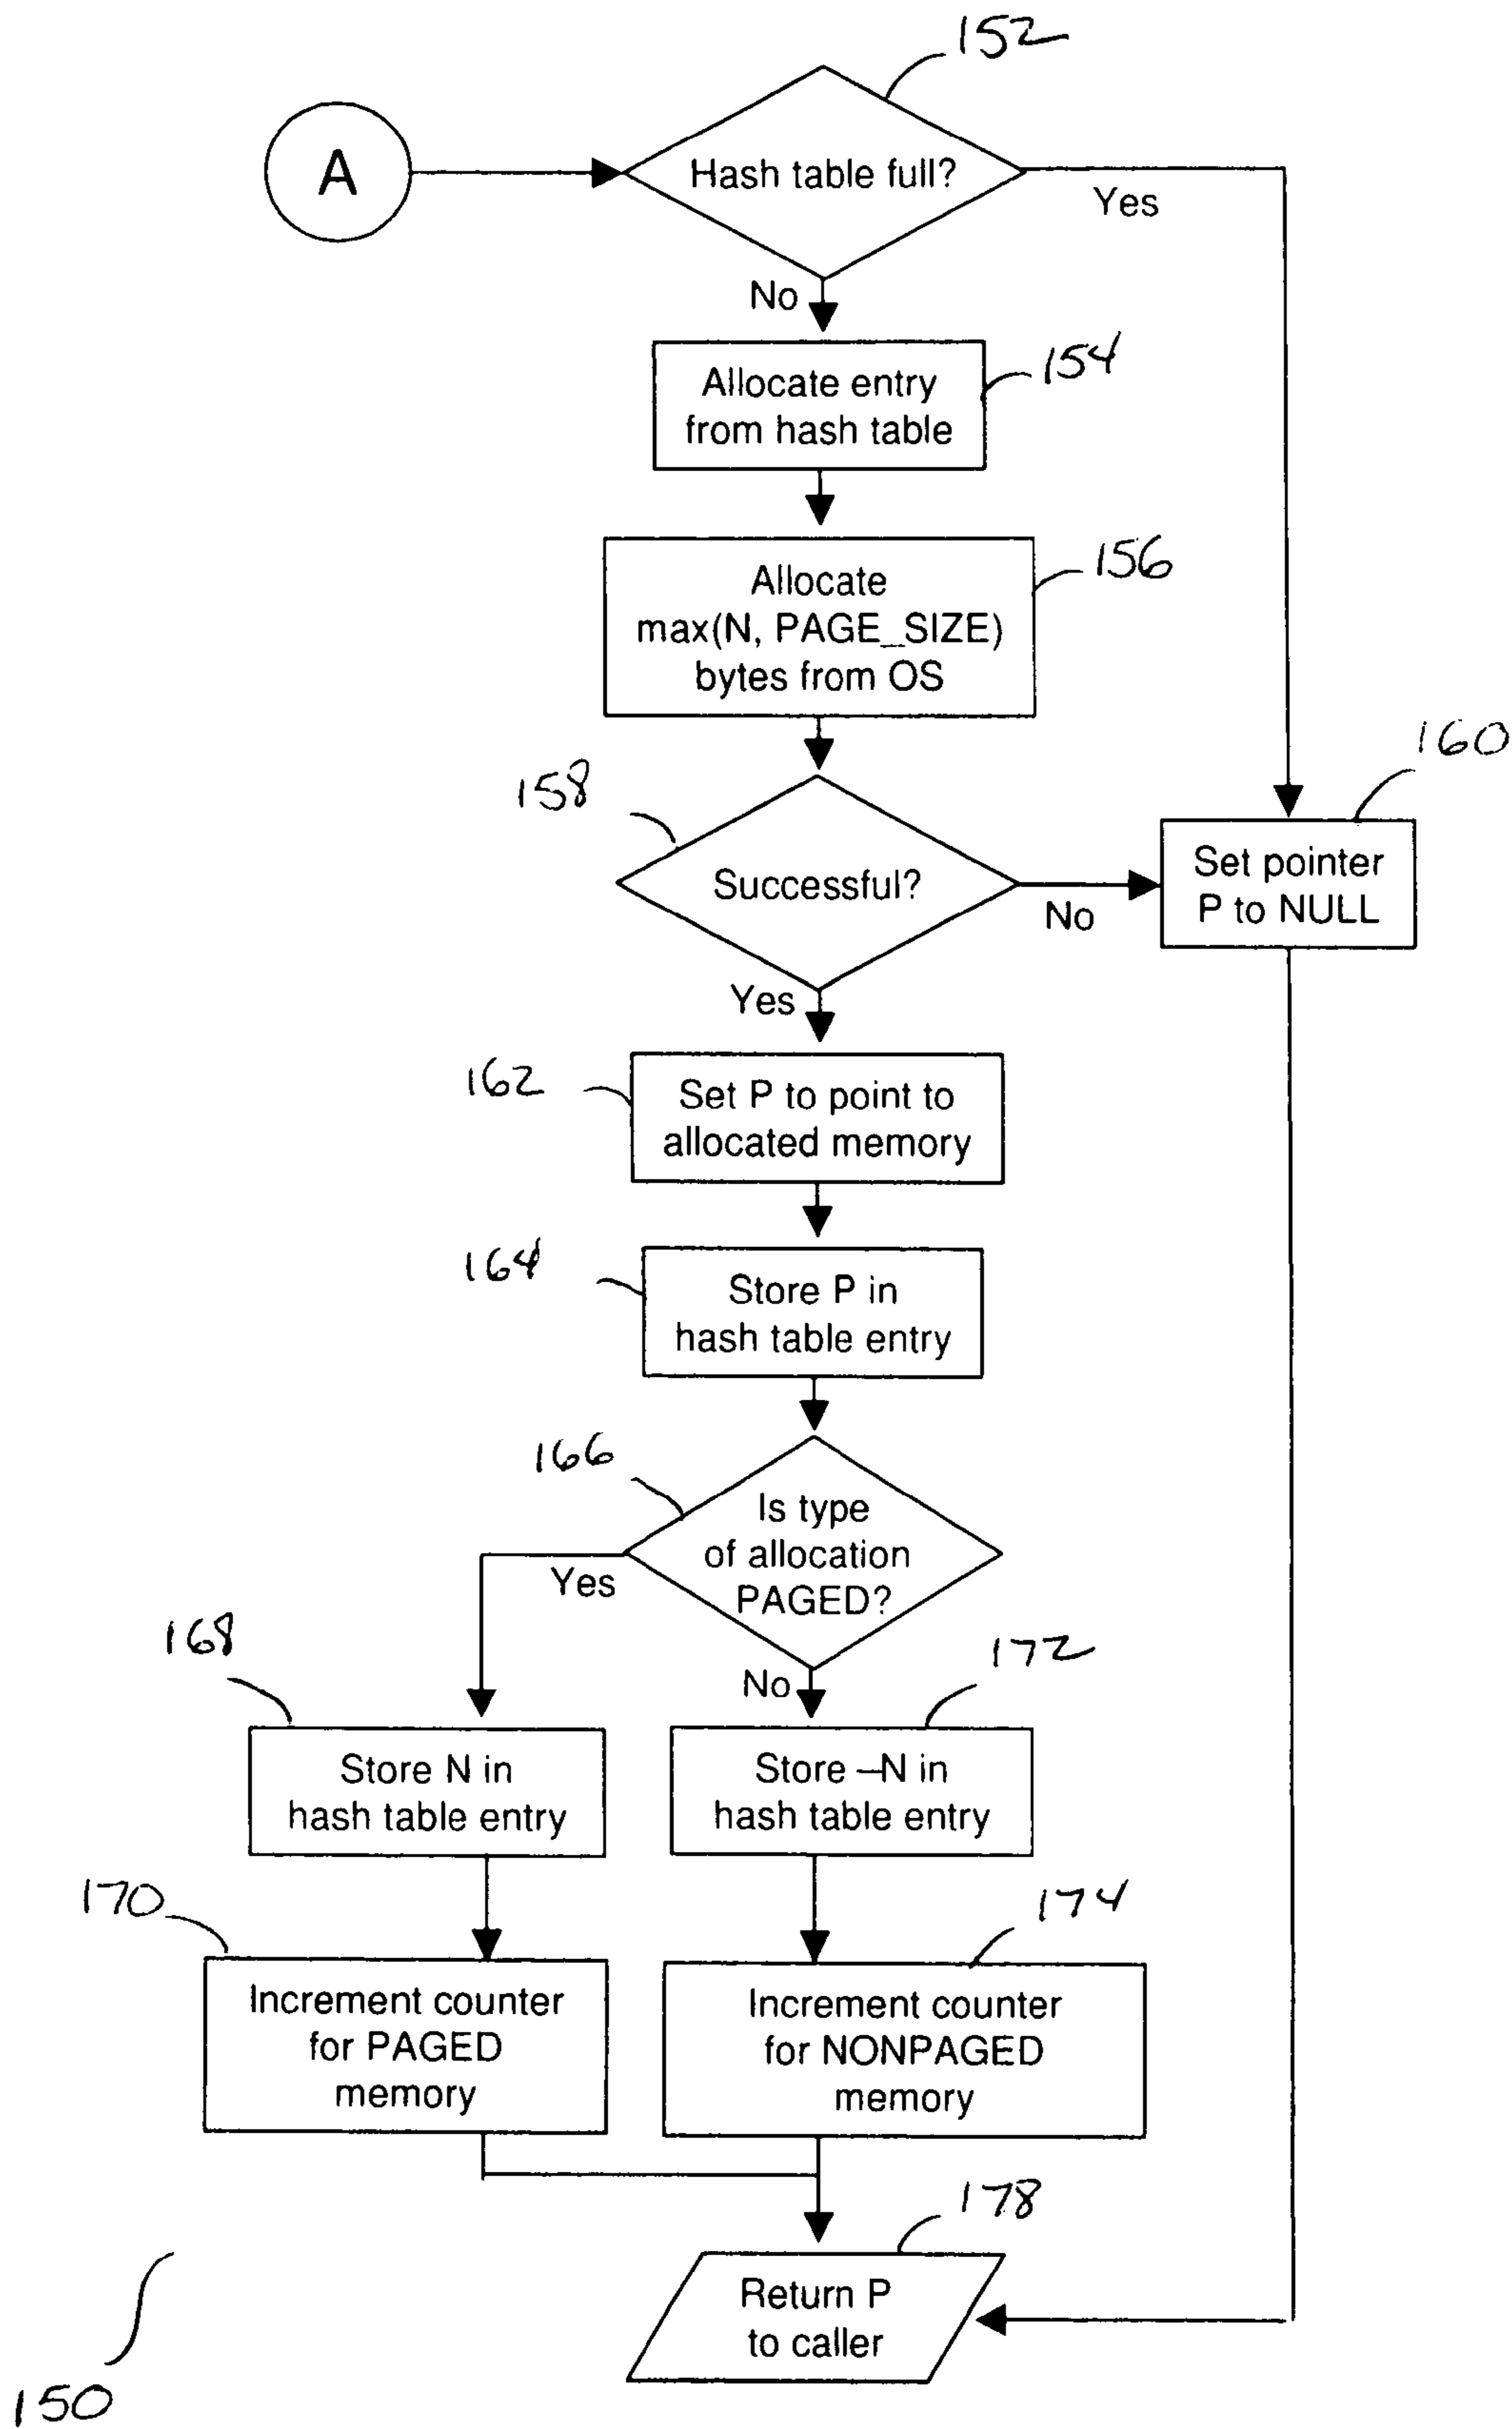 152
A
Hash table full?
Yes
No
Allocate entry
from hash table
154
Allocate
max(N, PAGE_SIZE)
bytes from OS
156
158
Successful?
No
160
Set pointer
P to NULL
Yes
162
Set P to point to
allocated memory
164
Store P in
hash table entry
166
Is type
of allocation
PAGED?
Yes
No
168
Store N in
hash table entry
172
Store –N in
hash table entry
170
Increment counter
for PAGED
memory
174
Increment counter
for NONPAGED
memory
178
Return P
to caller
150